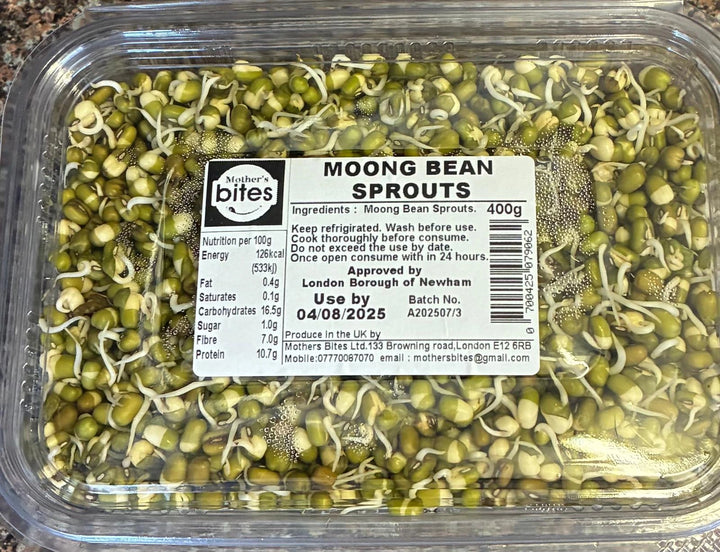 Mother's
bites
MOONG BEAN
SPROUTS
Ingredients : Moong Bean Sprouts. 400g
Keep refrigirated. Wash before use.
Cook thoroughly before consume.
Do not exceed the use by date.
Once open consume with in 24 hours.
Approved by
London Borough of Newham
Use by
04/08/2025
Batch No.
A202507/3
0 700425 079062
Nutrition per 100g
Energy 126kcal
(533kj)
Fat 0.4g
Saturates 0.1g
Carbohydrates 16.5g
Sugar 1.0g
Fibre 7.0g
Protein 10.7g
Produce in the UK by
Mothers Bites Ltd.133 Browning road,London E12 6RB
Mobile:07770067070 email : mothersbites@gmail.com